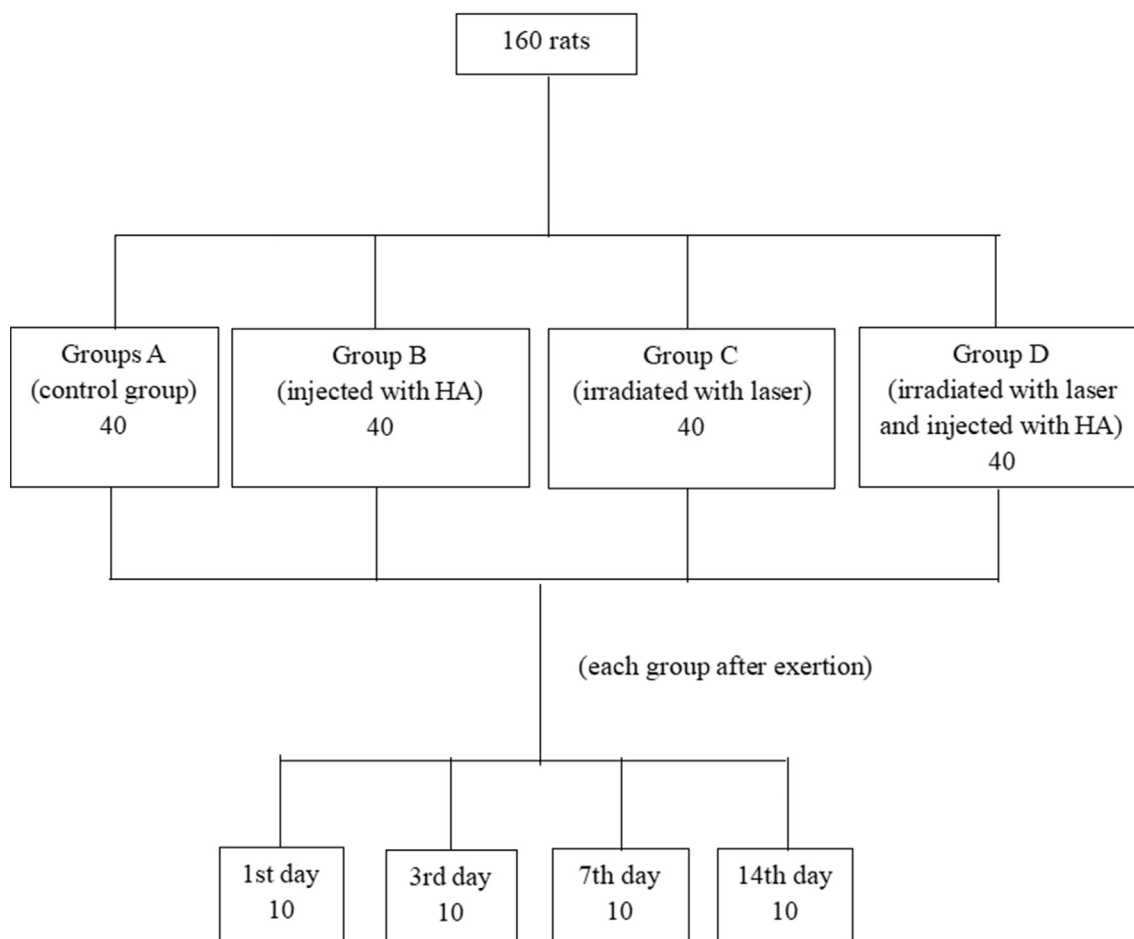 160 rats
Groups A
(control group)
40
Group B
(injected with HA)
40
Group C
(irradiated with laser)
40
Group D
(irradiated with laser
and injected with HA)
40
(each group after exertion)
1st day
10
3rd day
10
7th day
10
14th day
10